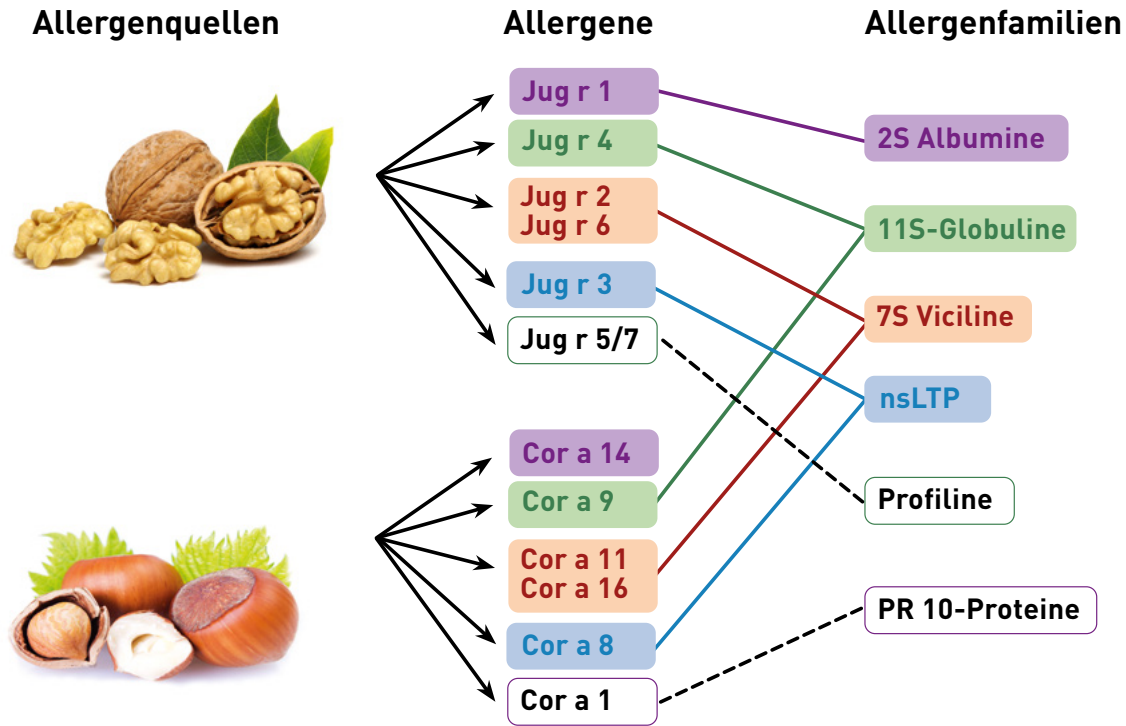 Allergenquellen
Allergene
Allergenfamilien
Jug r 1
Jug r 4
Jug r 2
Jug r 6
Jug r 3
Jug r 5/7
Cor a 14
Cor a 9
Cor a 11
Cor a 16
Cor a 8
Cor a 1
2S Albumine
11S-Globuline
7S Viciline
nsLTP
Profiline
PR 10-Proteine